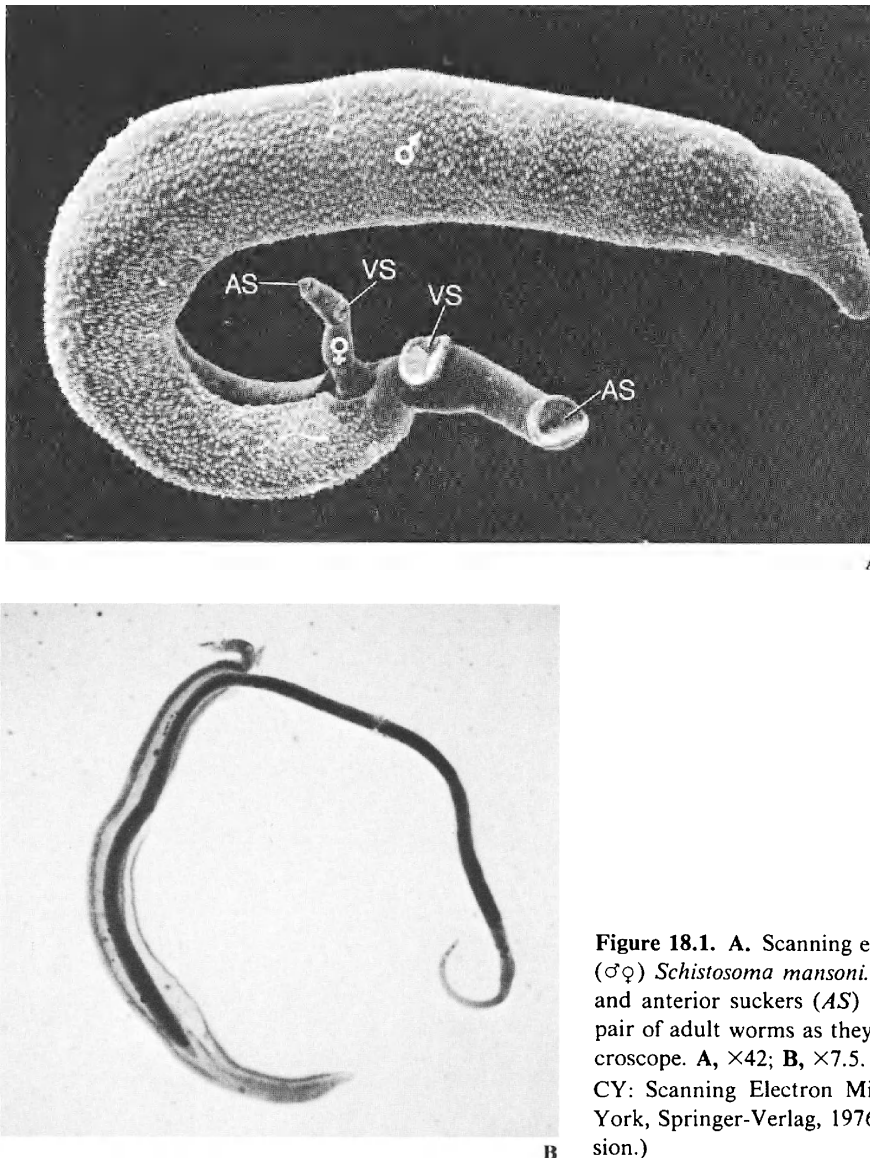 ♂
AS
VS
♀
VS
AS
B
Figure 18.1. A. Scanning e
(♂♀) Schistosoma mansoni.
and anterior suckers (AS)
pair of adult worms as they
croscope. A, ×42; B, ×7.5.
CY: Scanning Electron Mi
York, Springer-Verlag, 1976
sion.)